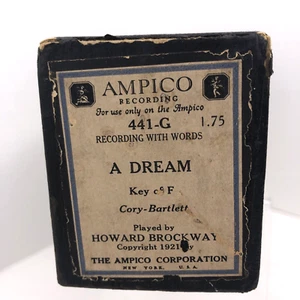 AMPICO
RECORDING
For use only on the Ampico
441-G 1.75
RECORDING WITH WORDS
A DREAM
Key of F
Cory-Bartlett
Played by
HOWARD BROCKWAY
Copyright 1921 by
THE AMPICO CORPORATION
NEW YORK, U.S.A.